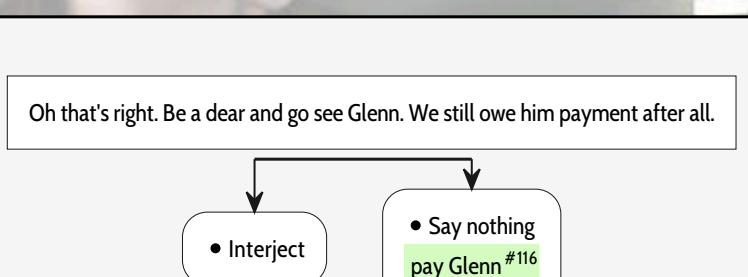 Oh that's right. Be a dear and go see Glenn. We still owe him payment after all.
• Interject
• Say nothing
pay Glenn #116